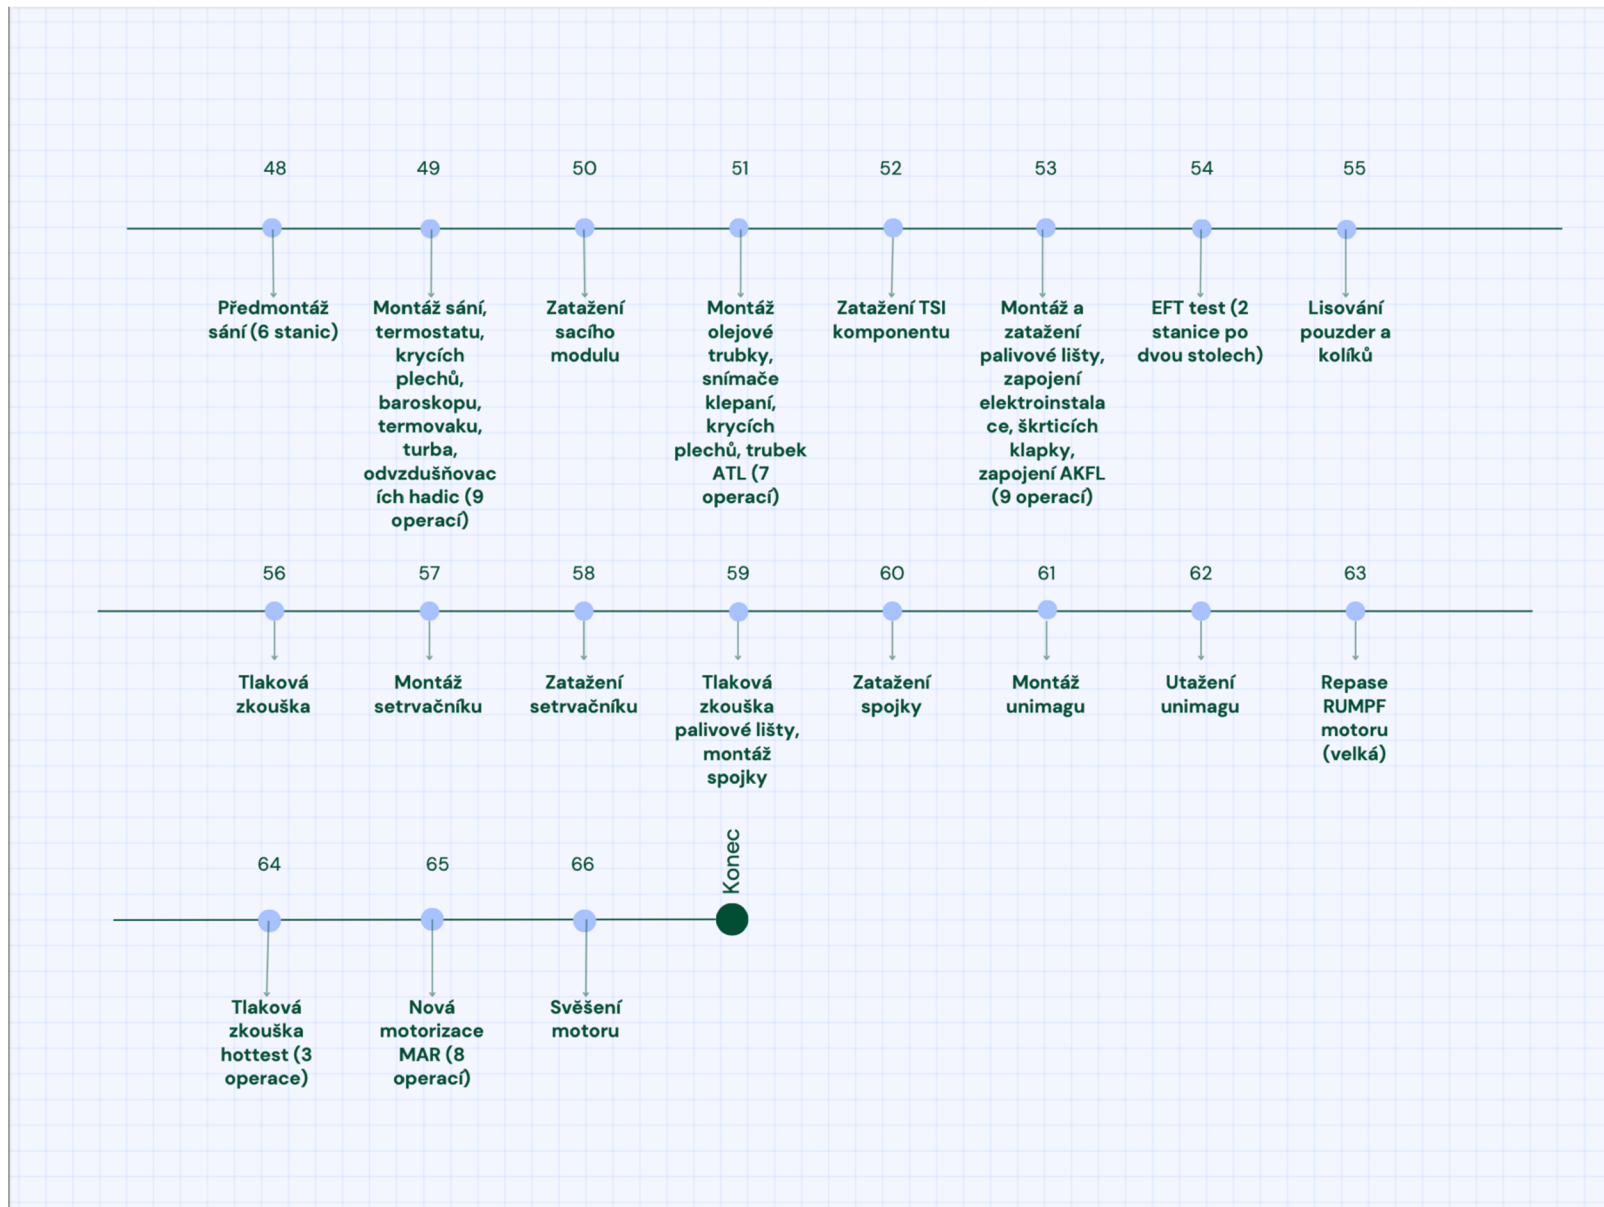 48
49
50
51
52
53
54
55
Předmontáž
sání (6 stanic)
Montáž sání,
termostatu,
krycích
plechů,
baroskopu,
termovaku,
turba,
odvzdušňovac
ích hadic (9
operací)
Zatažení
sacího
modulu
Montáž
olejové
trubky,
snímače
klepaní,
krycích
plechů, trubek
ATL (7
operací)
Zatažení TSI
komponentu
Montáž a
zatažení
palivové lišty,
zapojení
elektroinstala
ce, škrticích
klapky,
zapojení AKFL
(9 operací)
EFT test (2
stanice po
dvou stolech)
Lisování
pouzder a
kolíků
56
57
58
59
60
61
62
63
Tlaková
zkouška
Montáž
setrvačníku
Zatažení
setrvačníku
Tlaková
zkouška
palivové lišty,
montáž
spojky
Zatažení
spojky
Montáž
unimagu
Utažení
unimagu
Repase
RUMPF
motoru
(velká)
64
65
66
Konec
Tlaková
zkouška
hottest (3
operace)
Nová
motorizace
MAR (8
operací)
Svěšení
motoru